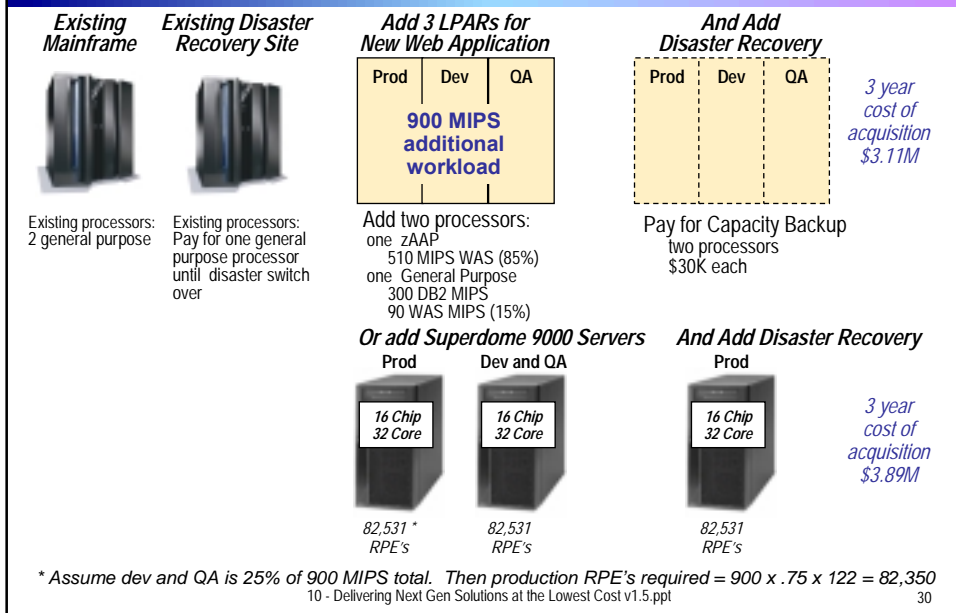 Existing
Mainframe
Existing Disaster
Recovery Site
Add 3 LPARs for
New Web Application
And Add
Disaster Recovery
Prod Dev QA
900 MIPS
additional
workload
Prod Dev QA
3 year
cost of
acquisition
$3.11M
Existing processors:
2 general purpose
Existing processors:
Pay for one general
purpose processor
until disaster switch
over
Add two processors:
one zAAP
510 MIPS WAS (85%)
one General Purpose
300 DB2 MIPS
90 WAS MIPS (15%)
Pay for Capacity Backup
two processors
$30K each
Or add Superdome 9000 Servers
And Add Disaster Recovery
Prod
Dev and QA
Prod
16 Chip
32 Core
16 Chip
32 Core
16 Chip
32 Core
3 year
cost of
acquisition
$3.89M
82,531 *
RPE's
82,531
RPE's
82,531
RPE's
* Assume dev and QA is 25% of 900 MIPS total. Then production RPE's required = 900 x .75 x 122 = 82,350
10 - Delivering Next Gen Solutions at the Lowest Cost v1.5.ppt
30